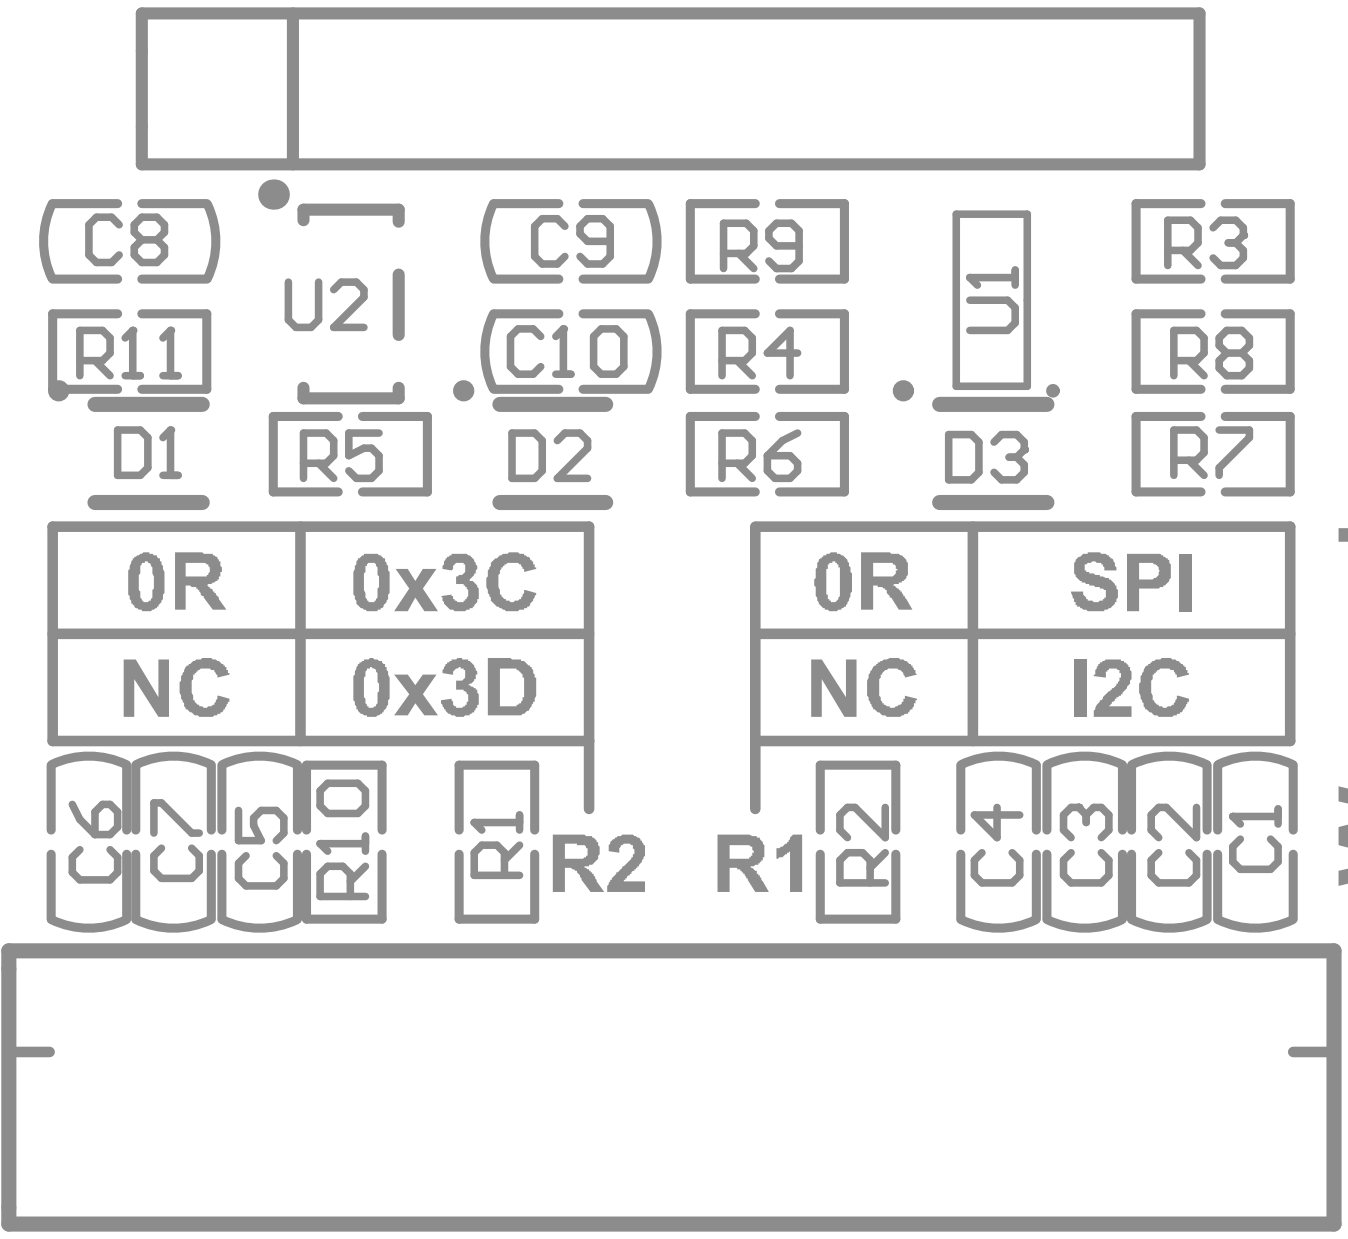 C8 C9 R9 R3
U2 U1
R11 C10 R4 R8
D1 R5 D2 R6 D3 R7
0R 0x3C 0R SPI
NC 0x3D NC I2C
C6 C7 C5 R10 R1 R2 R1 R2 C4 C3 C2 C1